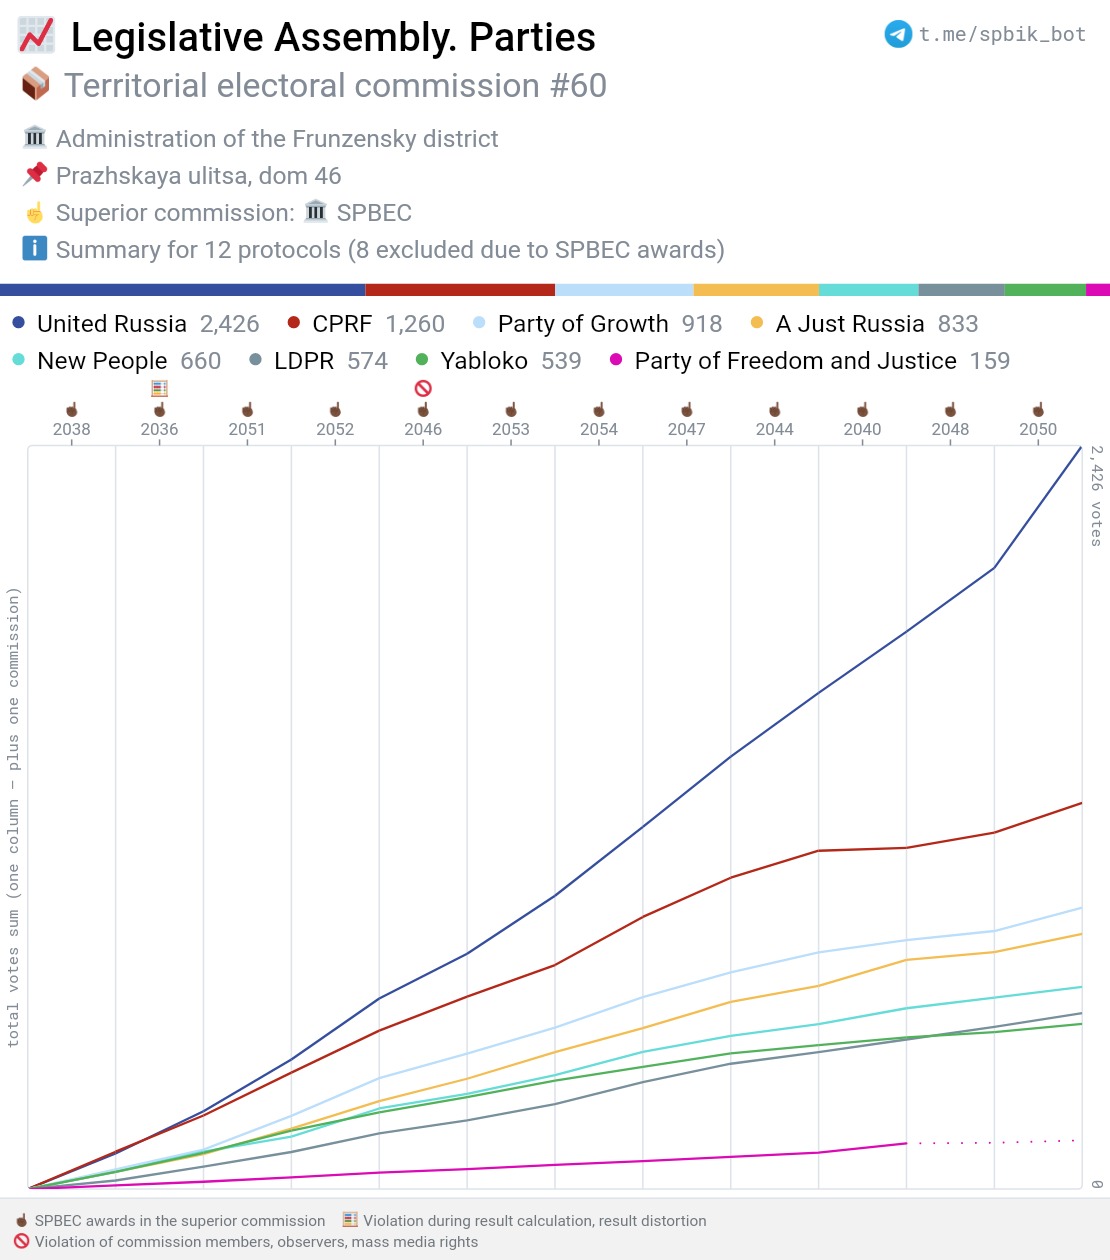 Legislative Assembly. Parties
t.me/spbik_bot
Territorial electoral commission #60
Administration of the Frunzensky district
Prazhskaya ulitsa, dom 46
Superior commission: SPBEC
Summary for 12 protocols (8 excluded due to SPBEC awards)
United Russia 2,426 CPRF 1,260 Party of Growth 918 A Just Russia 833
New People 660 LDPR 574 Yabloko 539 Party of Freedom and Justice 159
2038 2036 2051 2052 2046 2053 2054 2047 2044 2040 2048 2050
2,426 votes
total votes sum (one column – plus one commission)
0
SPBEC awards in the superior commission Violation during result calculation, result distortion
Violation of commission members, observers, mass media rights